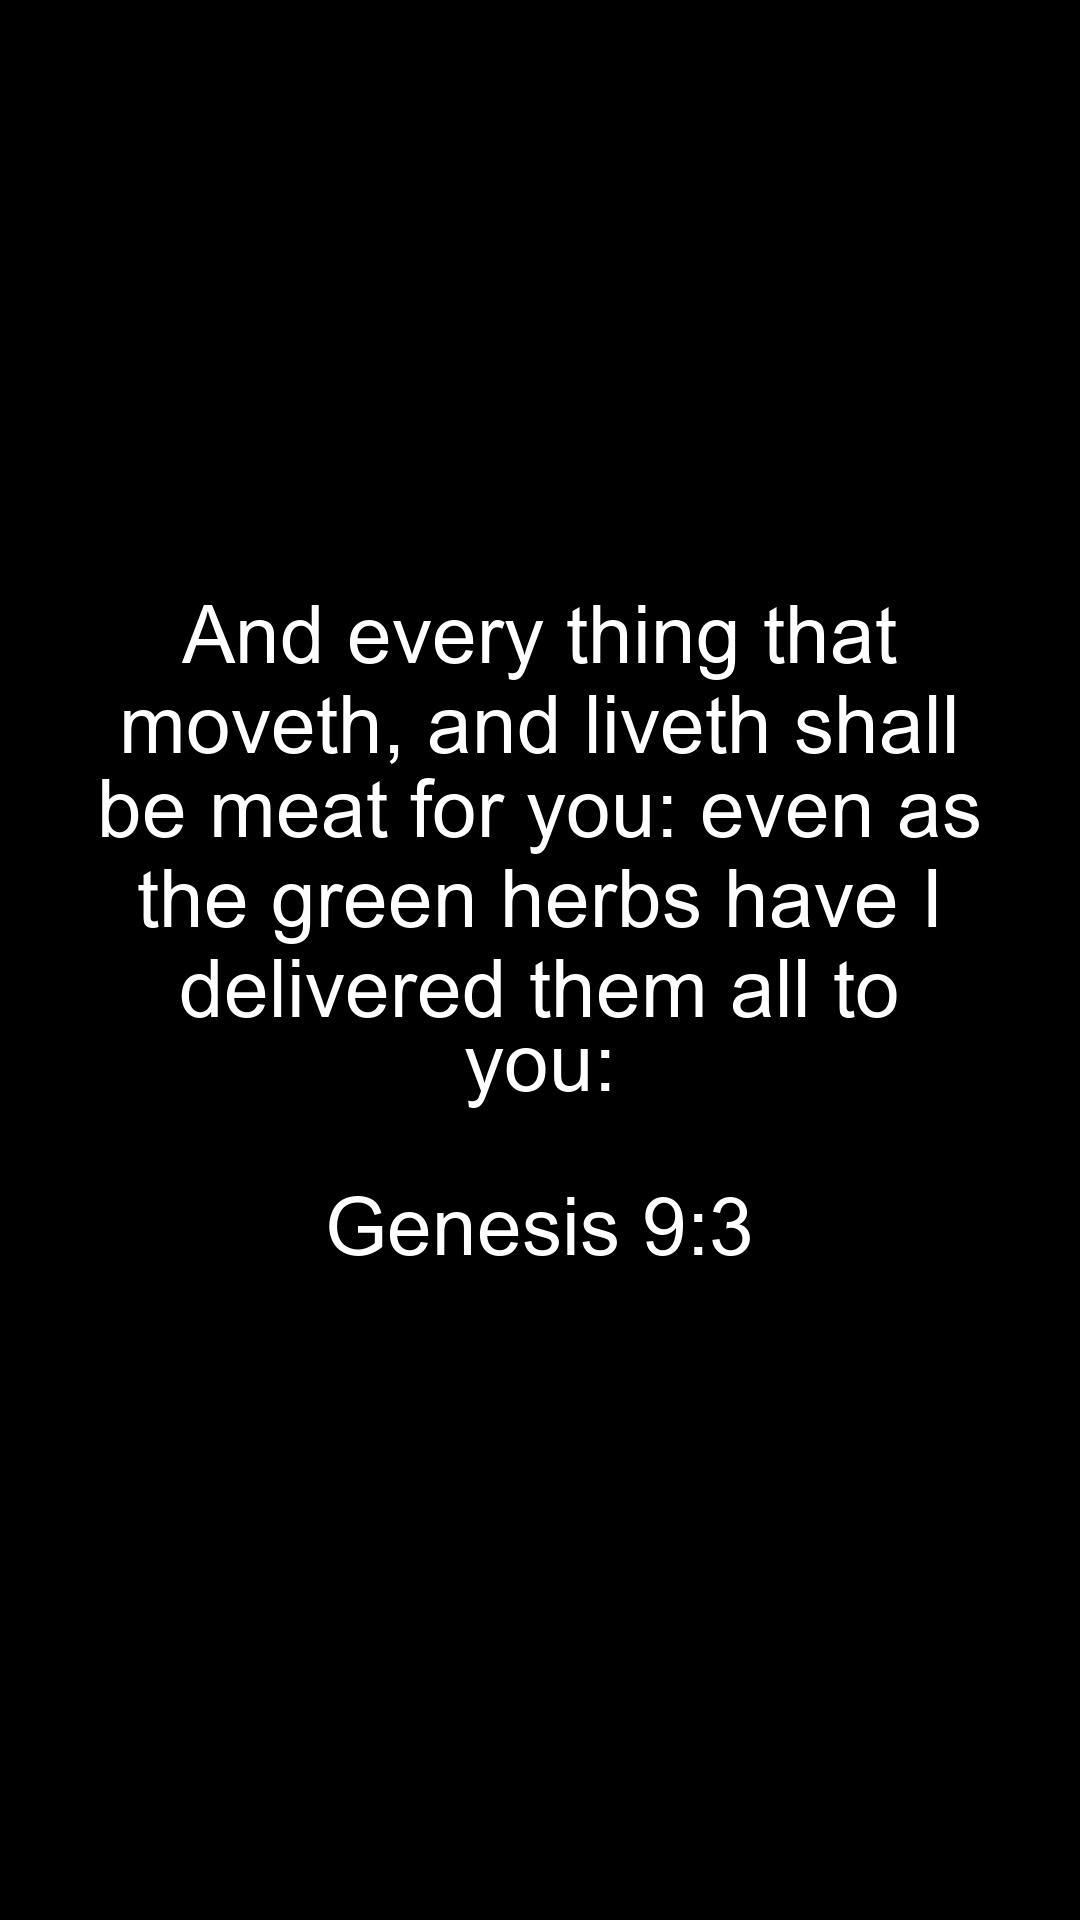 And every thing that
moveth, and liveth shall
be meat for you: even as
the green herbs have I
delivered them all to
you:
Genesis 9:3